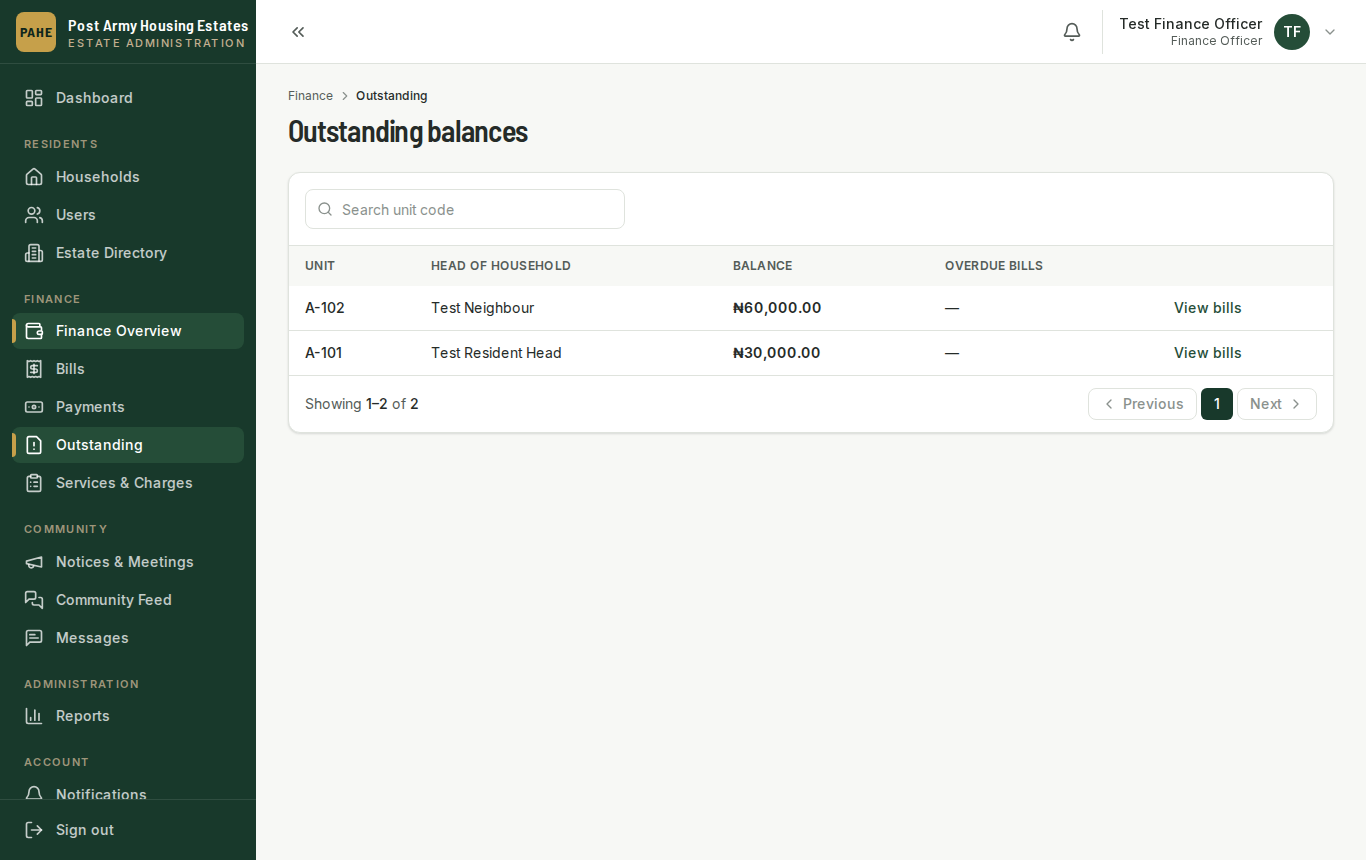 PAHE
Post Army Housing Estates
ESTATE ADMINISTRATION
Dashboard
RESIDENTS
Households
Users
Estate Directory
FINANCE
Finance Overview
Bills
Payments
Outstanding
Services & Charges
COMMUNITY
Notices & Meetings
Community Feed
Messages
ADMINISTRATION
Reports
ACCOUNT
Notifications
Sign out
Test Finance Officer
Finance Officer
TF
Finance > Outstanding
Outstanding balances
Search unit code
UNIT HEAD OF HOUSEHOLD BALANCE OVERDUE BILLS
A-102 Test Neighbour ₦60,000.00 — View bills
A-101 Test Resident Head ₦30,000.00 — View bills
Showing 1–2 of 2
Previous 1 Next